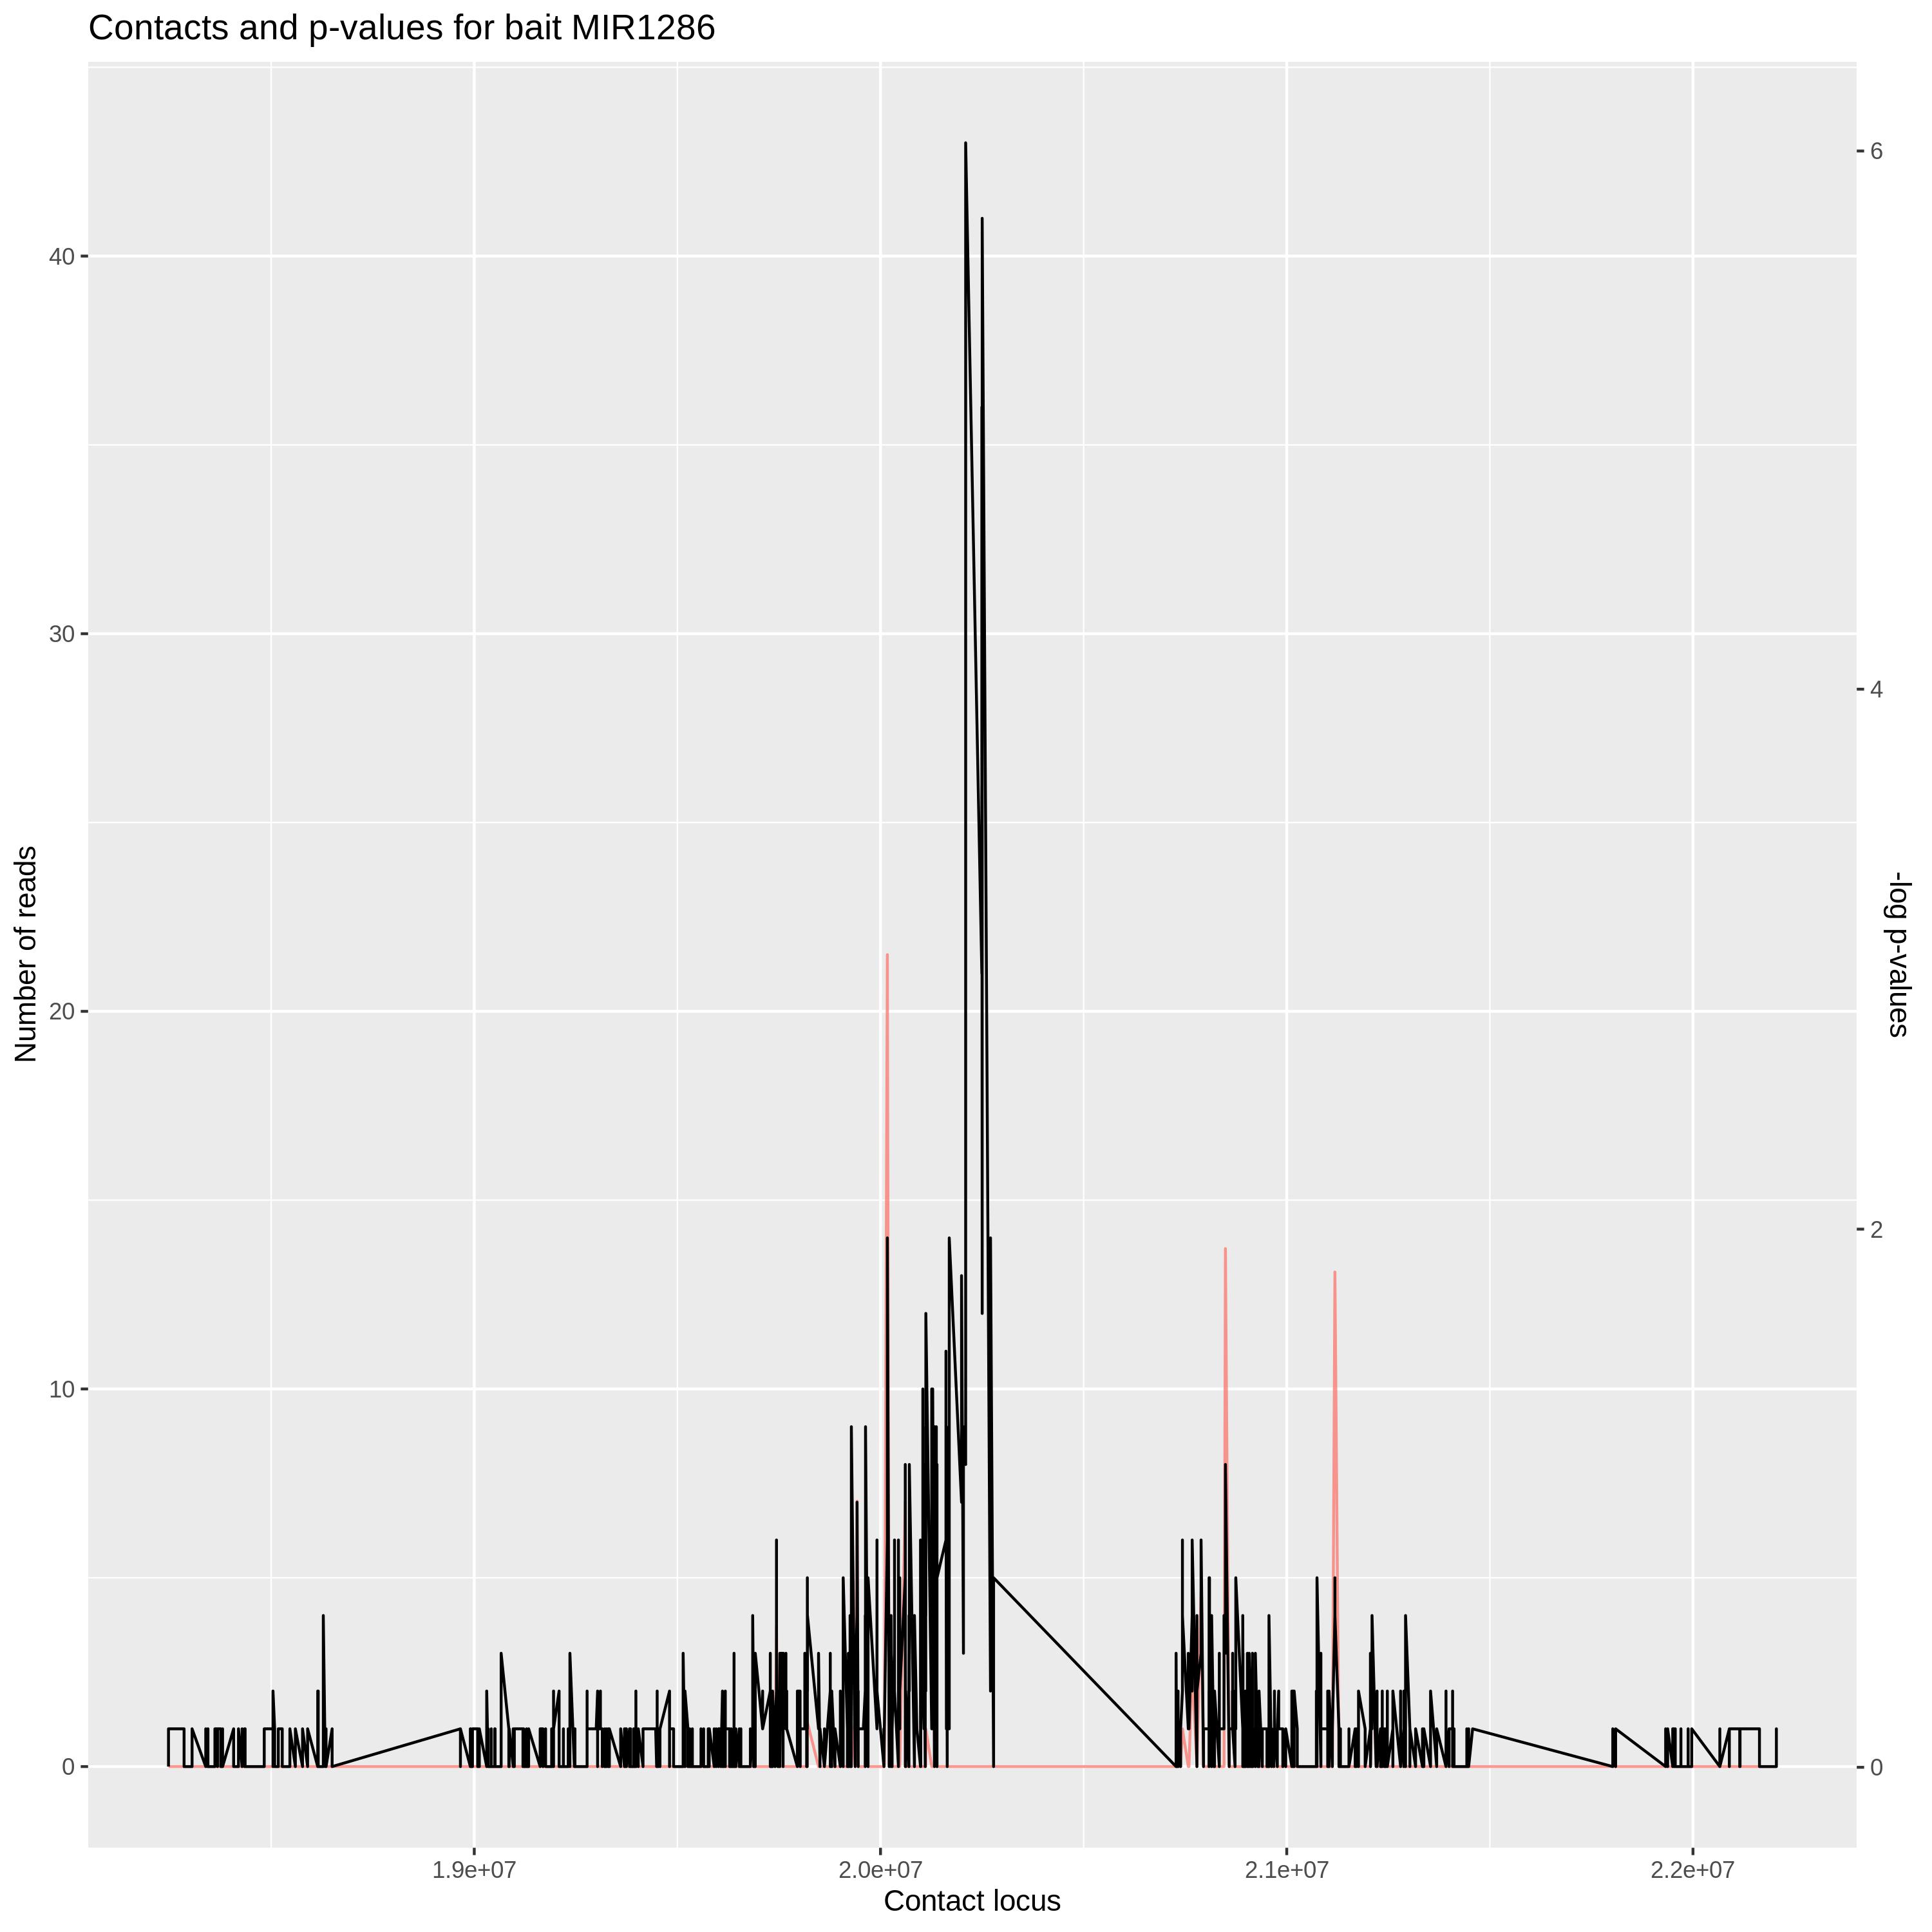 Contacts and p-values for bait MIR1286
40
30
20
10
0
Number of reads
6
4
2
0
-log p-values
1.9e+07
2.0e+07
2.1e+07
2.2e+07
Contact locus